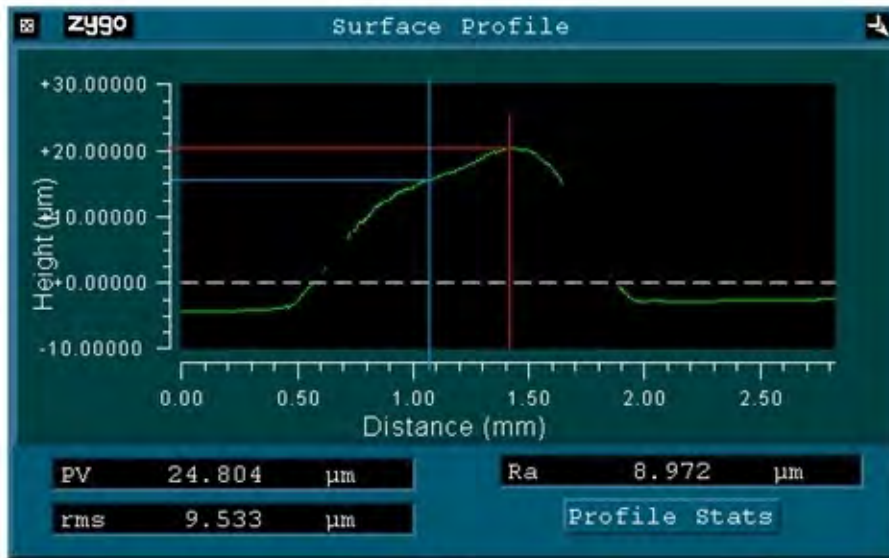 zygo Surface Profile
+30.00000
+20.00000
+10.00000
+0.00000
-10.00000
Height (µm)
0.00 0.50 1.00 1.50 2.00 2.50
Distance (mm)
PV 24.804 µm Ra 8.972 µm
rms 9.533 µm Profile Stats